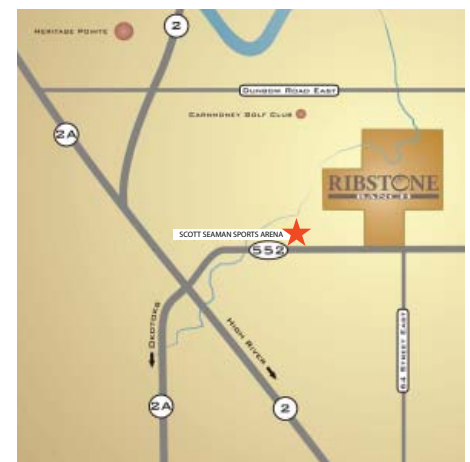 2
HERITAGE POINTE
DUNBOW ROAD EAST
CARNMONEY GOLF CLUB
2A
RIBSTONE
RANCH
SCOTT SEAMAN SPORTS ARENA
552
OKOTOKS
HIGH RIVER
64 STREET EAST
2A
2